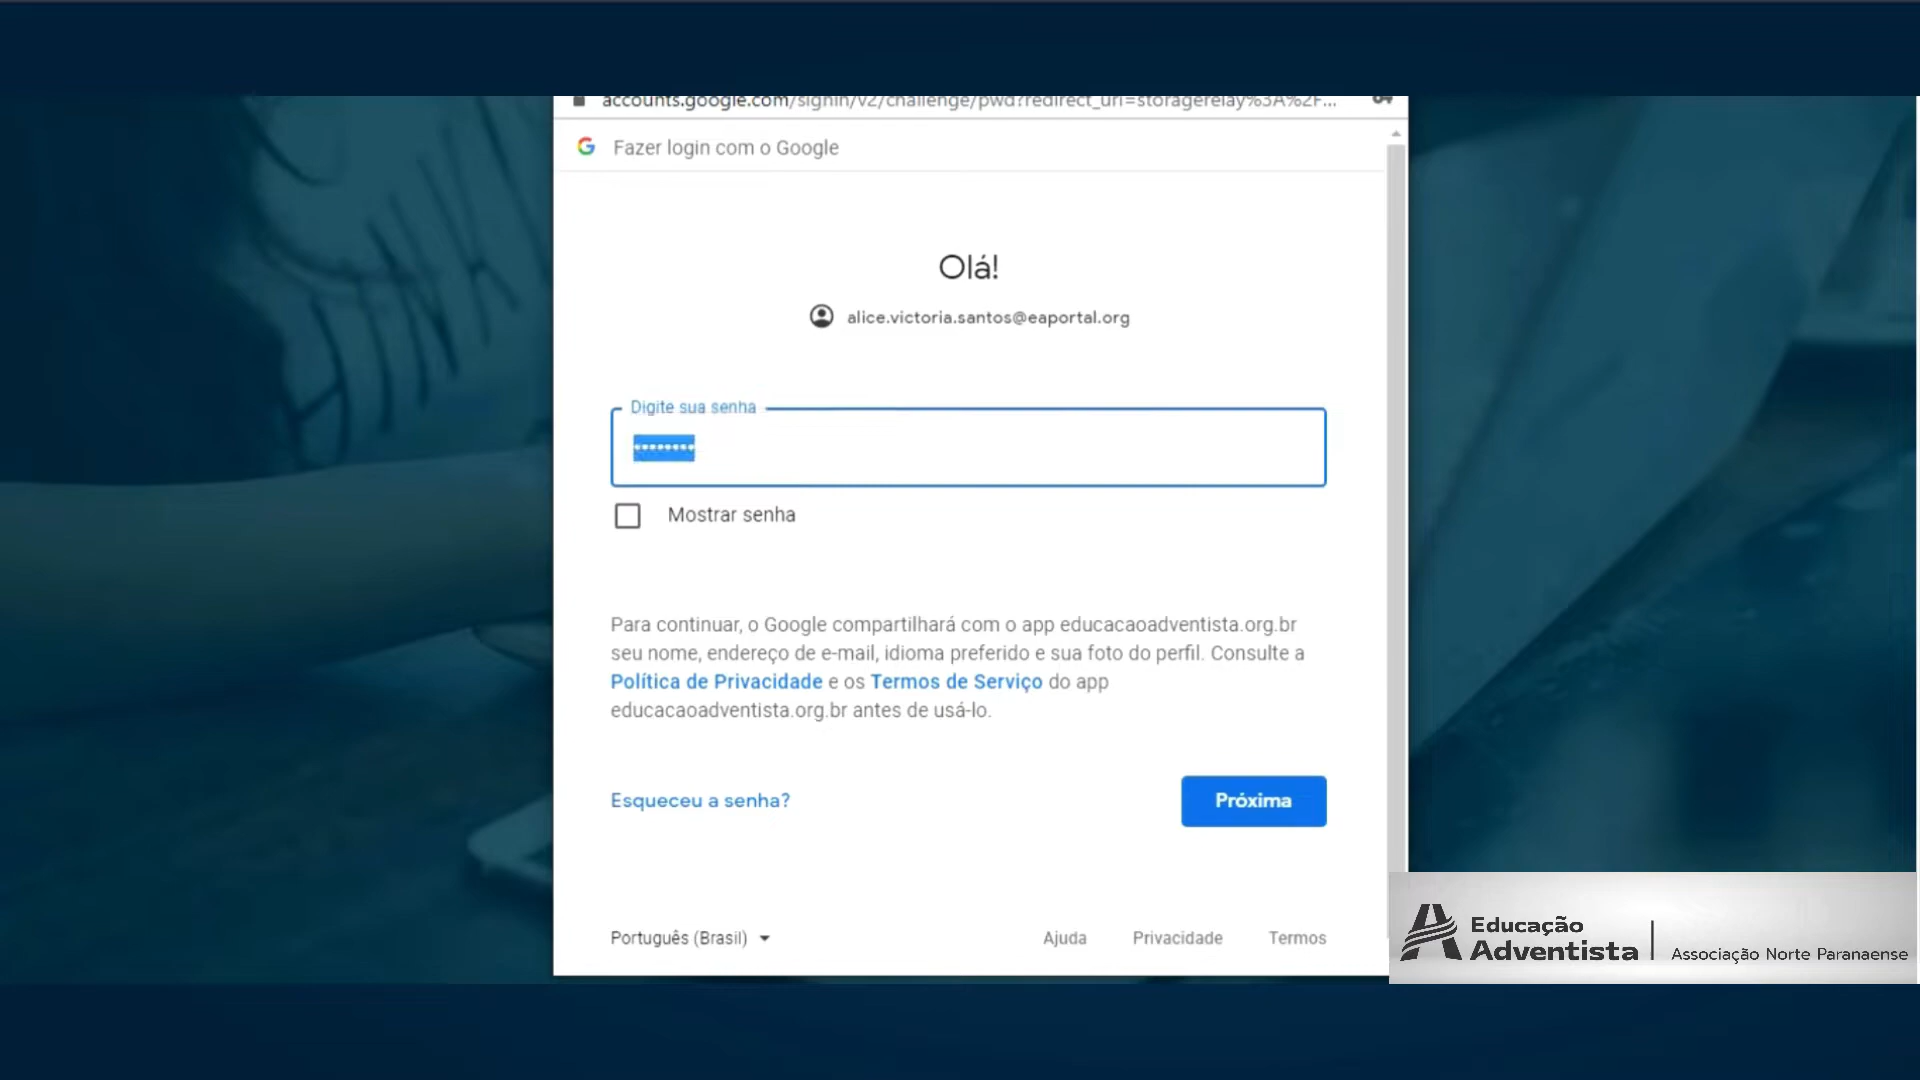 accounts.google.com/signin/v2/challenge/pwd?redirect_uri=storagerelay%3A%2F...
Fazer login com o Google
Olá!
alice.victoria.santos@eaportal.org
Digite sua senha
Mostrar senha
Para continuar, o Google compartilhará com o app educacaoadventista.org.br
seu nome, endereço de e-mail, idioma preferido e sua foto do perfil. Consulte a
Política de Privacidade e os Termos de Serviço do app
educacaoadventista.org.br antes de usá-lo.
Esqueceu a senha?
Próxima
Português (Brasil)
Ajuda
Privacidade
Termos
Educação
Adventista
Associação Norte Paranaense